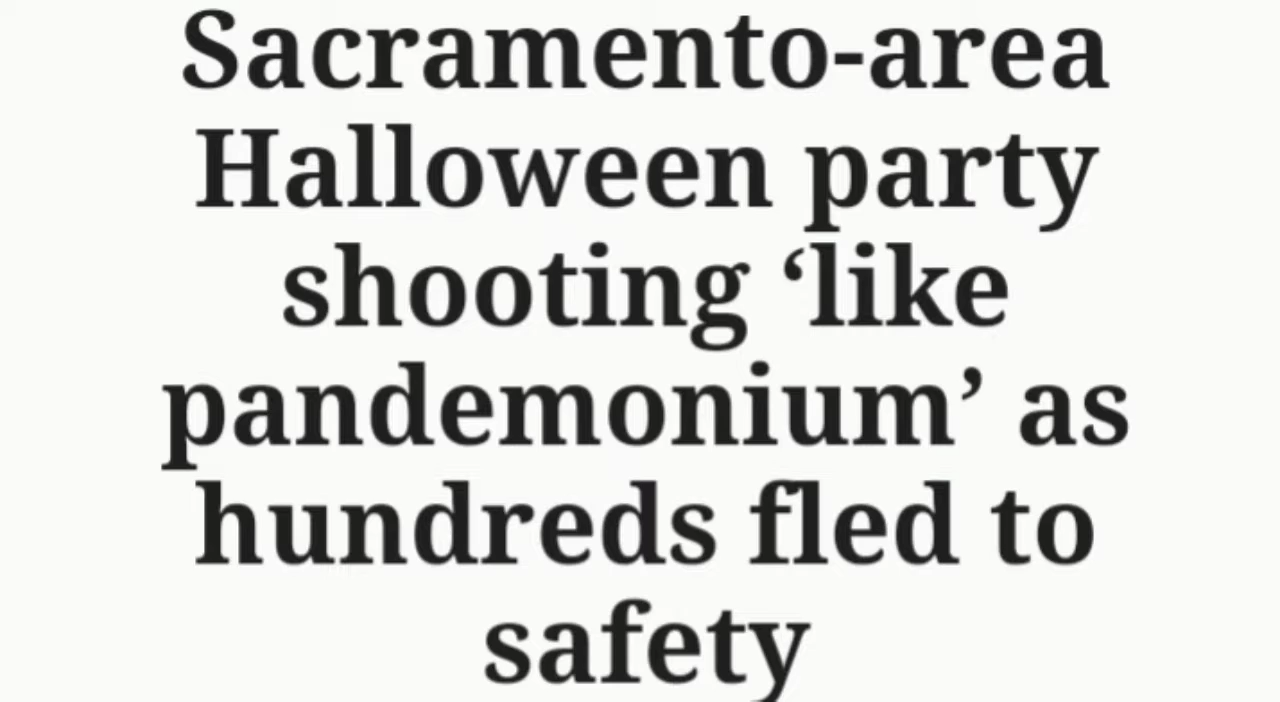 Sacramento-area
Halloween party
shooting ‘like
pandemonium’ as
hundreds fled to
safety